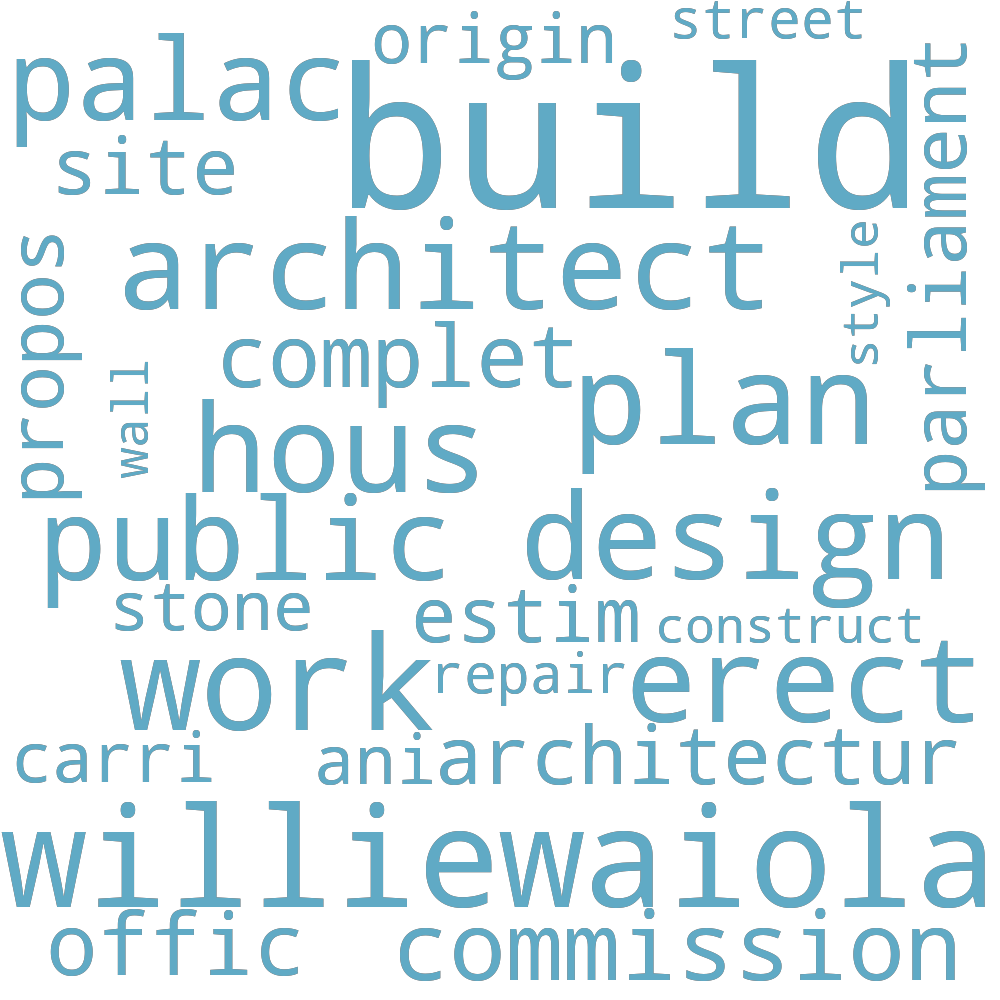 street
origin
palac
build
site
parliament
architect
style
propos
complet
plan
wall
hous
public
design
stone
estim
construct
work
repair
erect
carri
ani
architectur
williewaiola
offic
commission